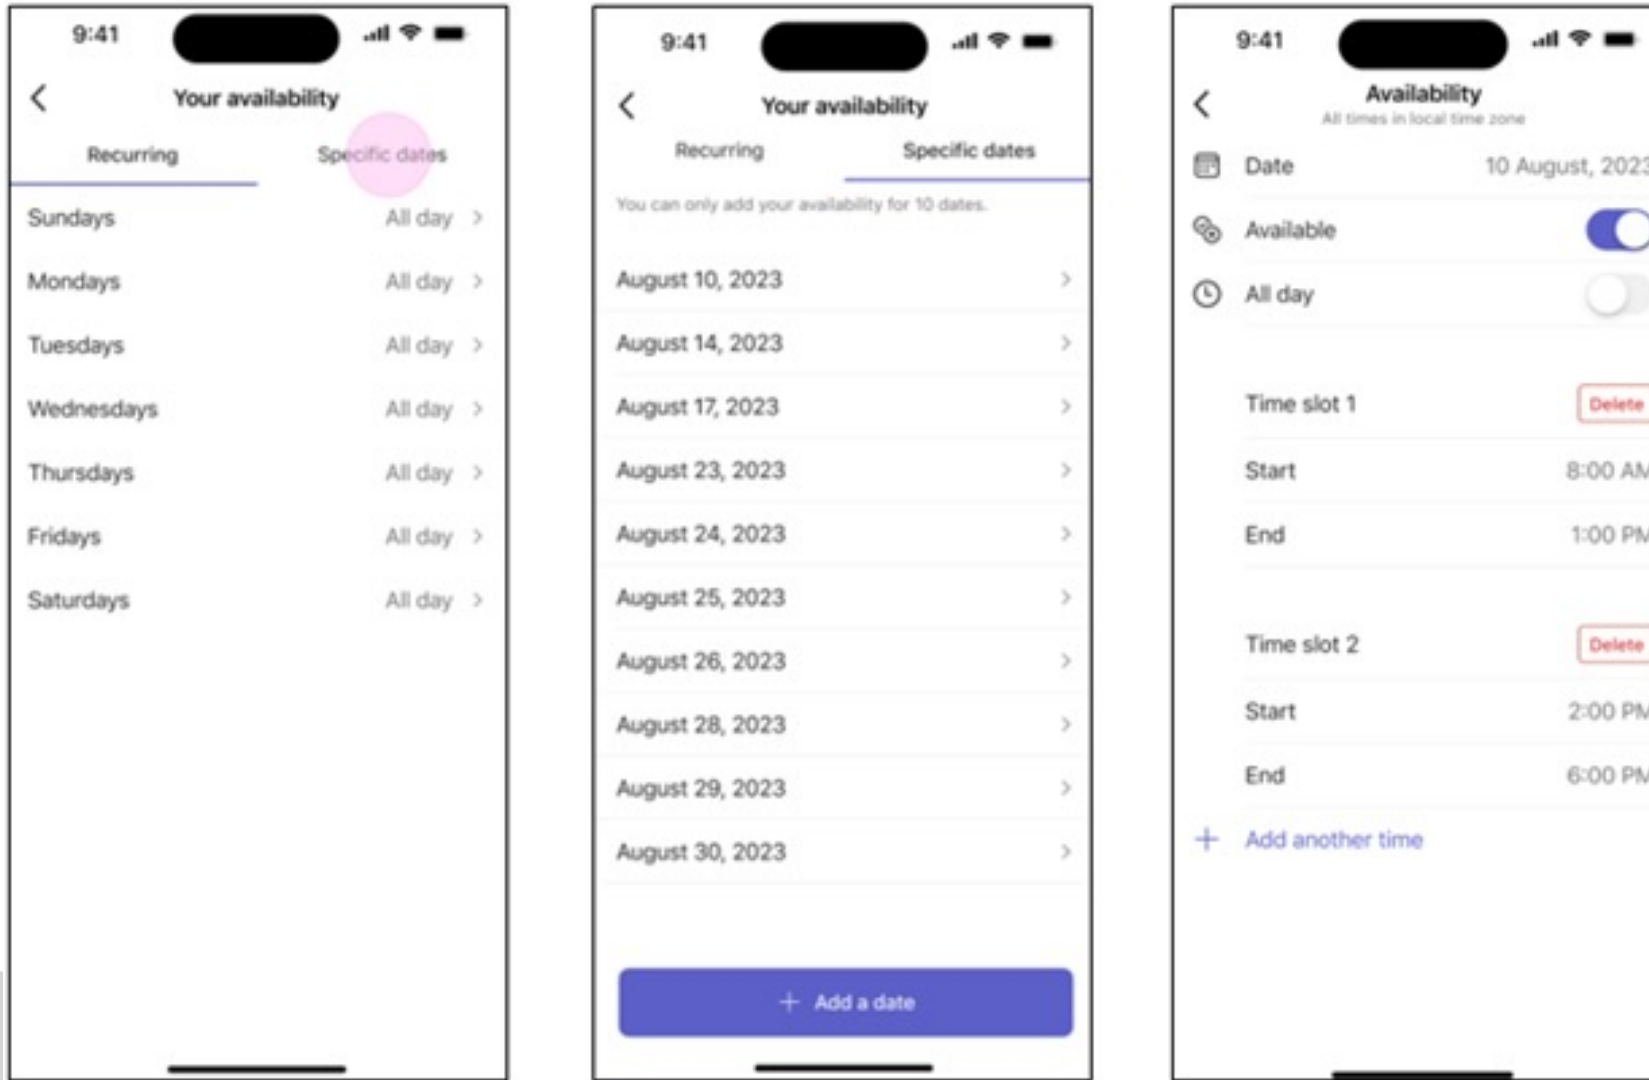 9:41
Your availability
Recurring Specific dates
Sundays All day
Mondays All day
Tuesdays All day
Wednesdays All day
Thursdays All day
Fridays All day
Saturdays All day
9:41
Your availability
Recurring Specific dates
You can only add your availability for 10 dates.
August 10, 2023
August 14, 2023
August 17, 2023
August 23, 2023
August 24, 2023
August 25, 2023
August 26, 2023
August 28, 2023
August 29, 2023
August 30, 2023
+ Add a date
9:41
Availability
All times in local time zone
Date 10 August, 2023
Available
All day
Time slot 1 Delete
Start 8:00 AM
End 1:00 PM
Time slot 2 Delete
Start 2:00 PM
End 6:00 PM
+ Add another time